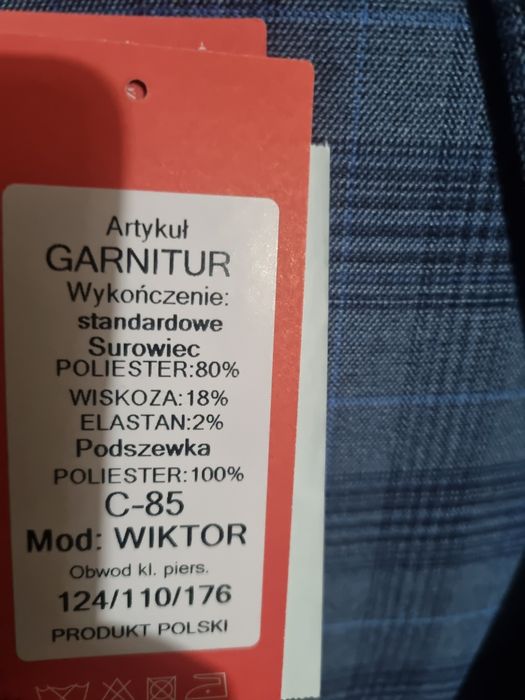 Artykuł
GARNITUR
Wykończenie:
standardowe
Surowiec
POLIESTER:80%
WISKOZA:18%
ELASTAN:2%
Podszewka
POLIESTER:100%
C-85
Mod: WIKTOR
Obwod kl. piers.
124/110/176
PRODUKT POLSKI